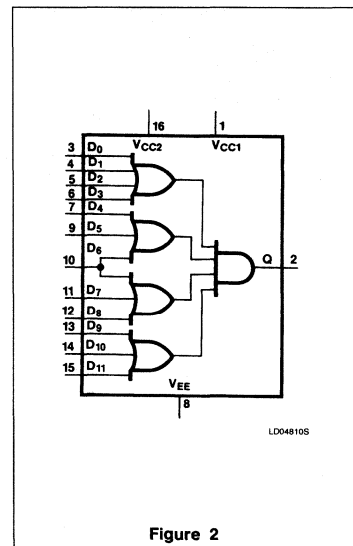 16 1
V_CC2 V_CC1
3 D0
4 D1
5 D2
6 D3
7 D4
9 D5
D6
10
Q 2
11 D7
12 D8
13 D9
14 D10
15 D11
V_EE
8
LD04810S
Figure 2